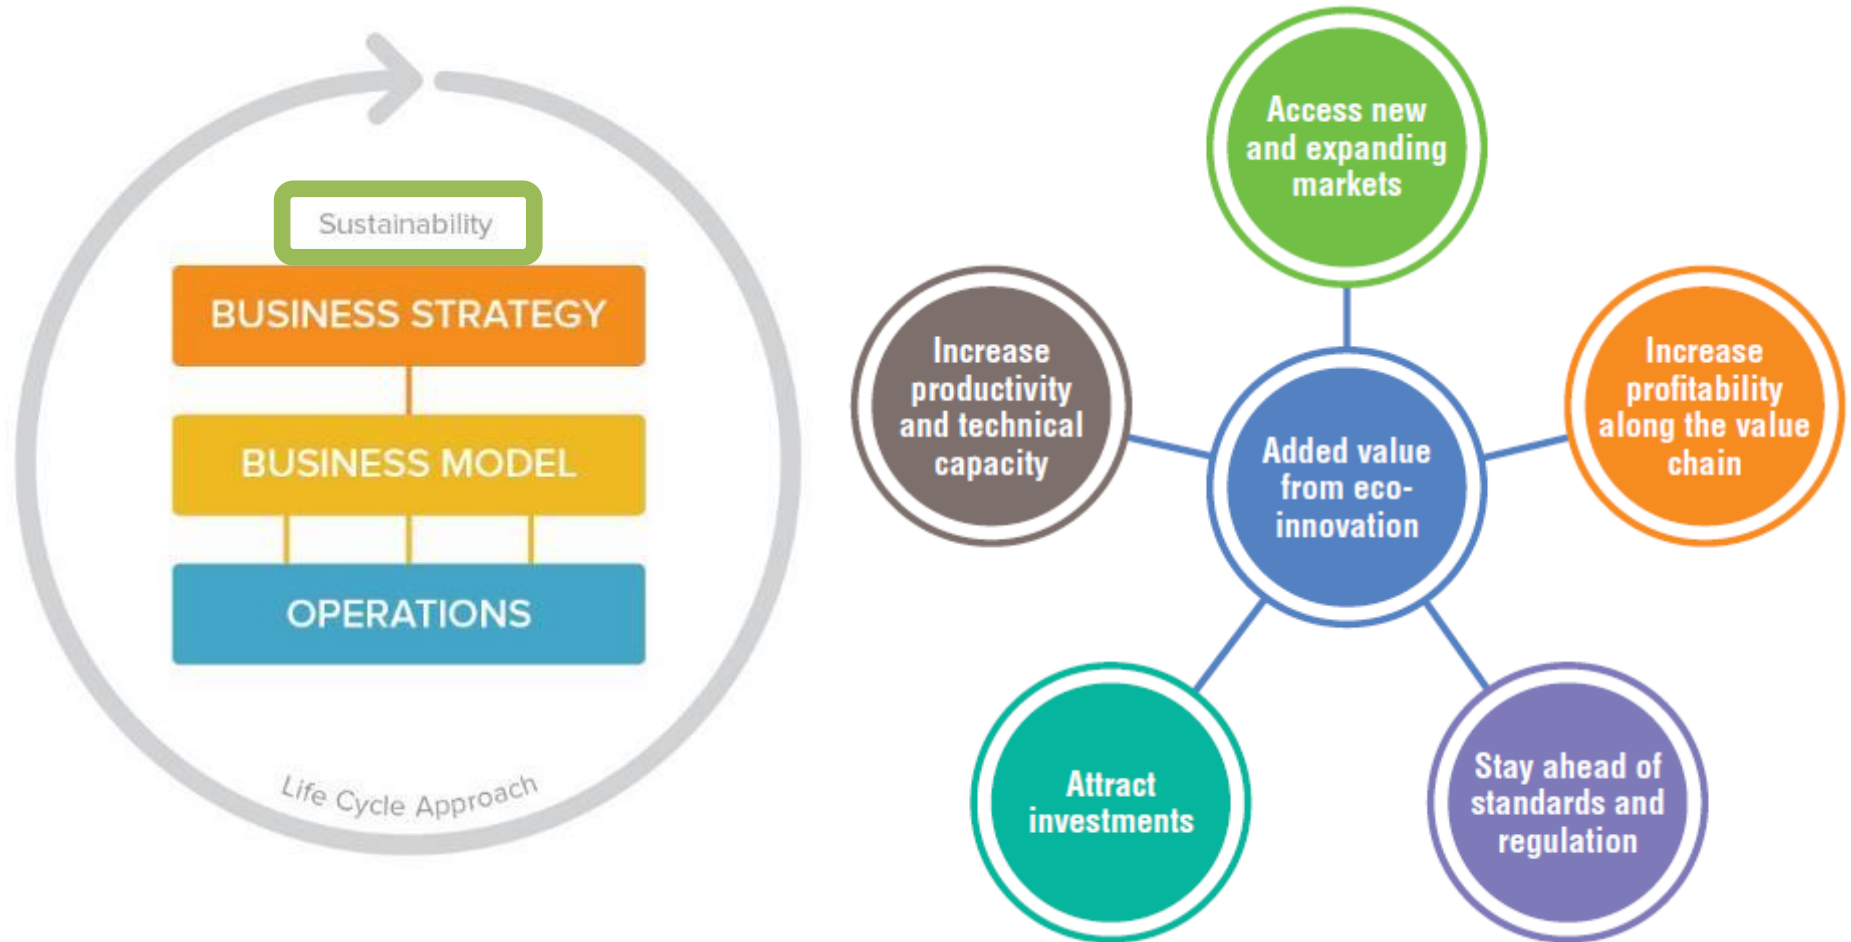 Sustainability
BUSINESS STRATEGY
BUSINESS MODEL
OPERATIONS
Life Cycle Approach
Access new
and expanding
markets
Increase
productivity
and technical
capacity
Increase
profitability
along the value
chain
Added value
from eco-
innovation
Attract
investments
Stay ahead of
standards and
regulation